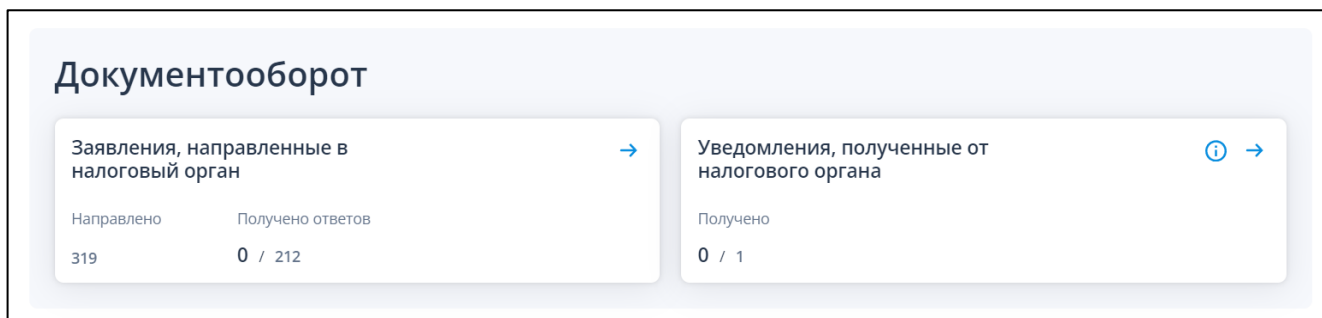 Документооборот
Заявления, направленные в
налоговый орган
Направлено
Получено ответов
319
0 / 212
Уведомления, полученные от
налогового органа
Получено
0 / 1